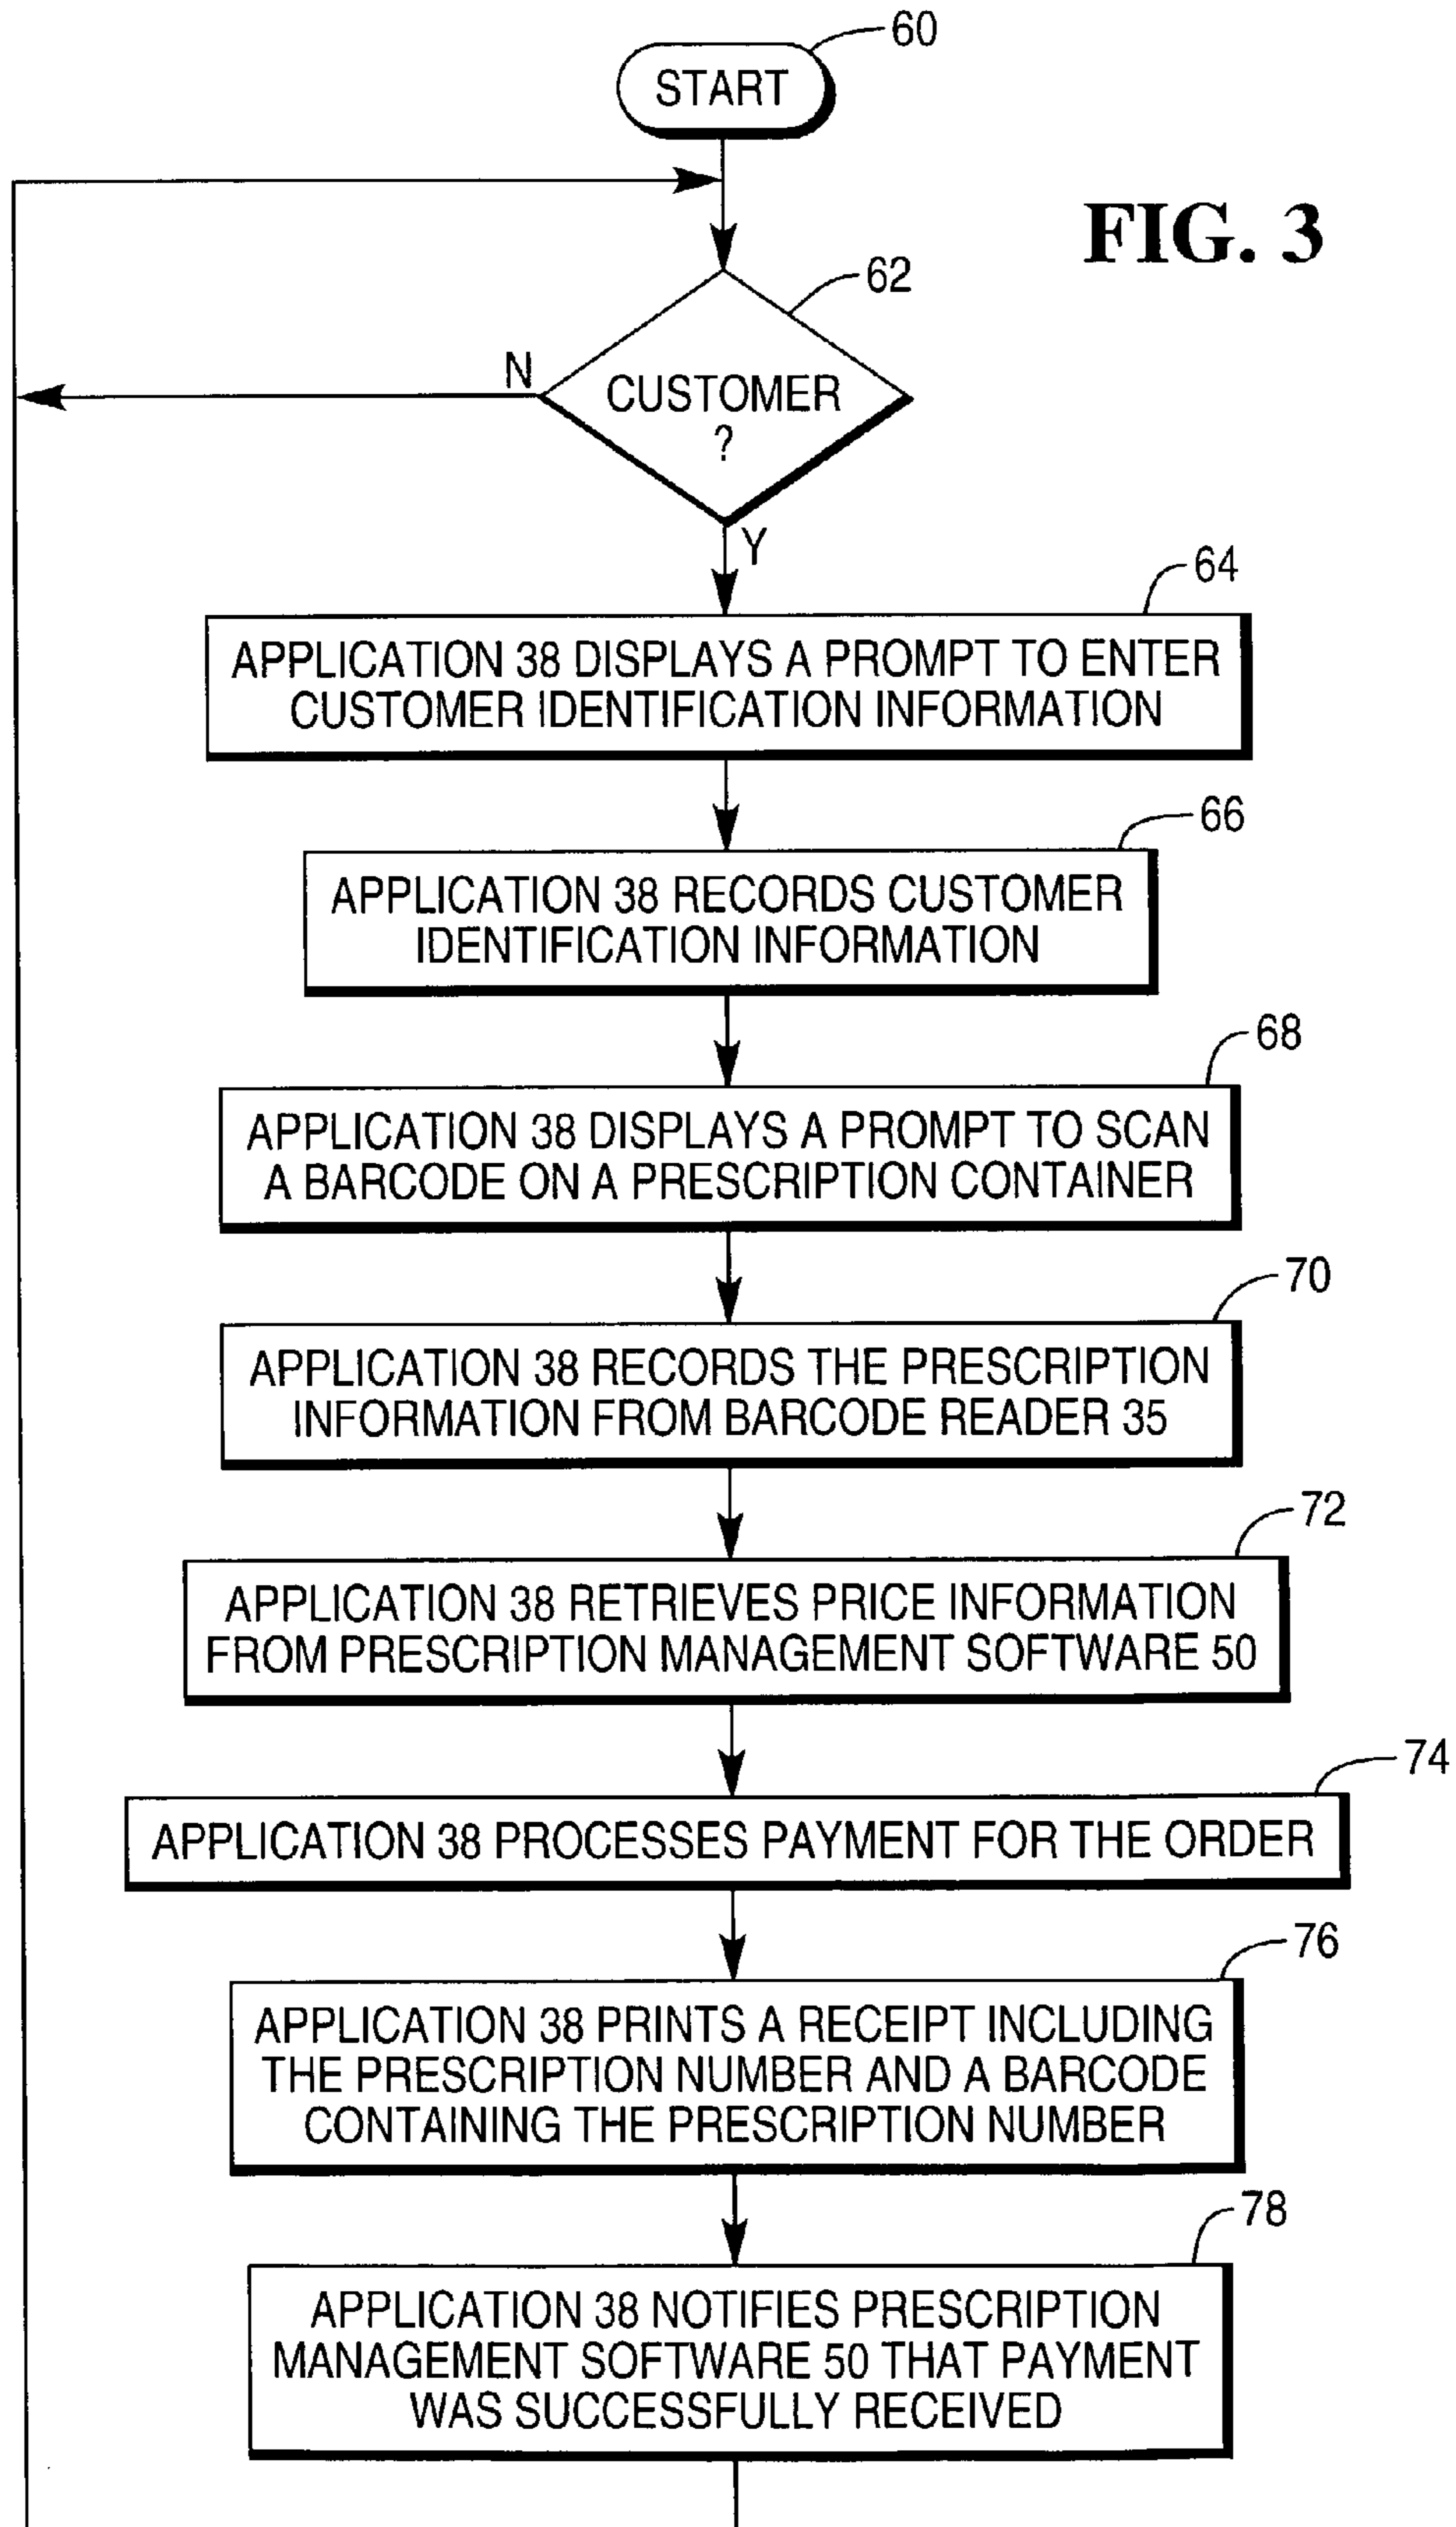 60
START
FIG. 3
62
N
CUSTOMER
?
Y
64
APPLICATION 38 DISPLAYS A PROMPT TO ENTER
CUSTOMER IDENTIFICATION INFORMATION
66
APPLICATION 38 RECORDS CUSTOMER
IDENTIFICATION INFORMATION
68
APPLICATION 38 DISPLAYS A PROMPT TO SCAN
A BARCODE ON A PRESCRIPTION CONTAINER
70
APPLICATION 38 RECORDS THE PRESCRIPTION
INFORMATION FROM BARCODE READER 35
72
APPLICATION 38 RETRIEVES PRICE INFORMATION
FROM PRESCRIPTION MANAGEMENT SOFTWARE 50
74
APPLICATION 38 PROCESSES PAYMENT FOR THE ORDER
76
APPLICATION 38 PRINTS A RECEIPT INCLUDING
THE PRESCRIPTION NUMBER AND A BARCODE
CONTAINING THE PRESCRIPTION NUMBER
78
APPLICATION 38 NOTIFIES PRESCRIPTION
MANAGEMENT SOFTWARE 50 THAT PAYMENT
WAS SUCCESSFULLY RECEIVED